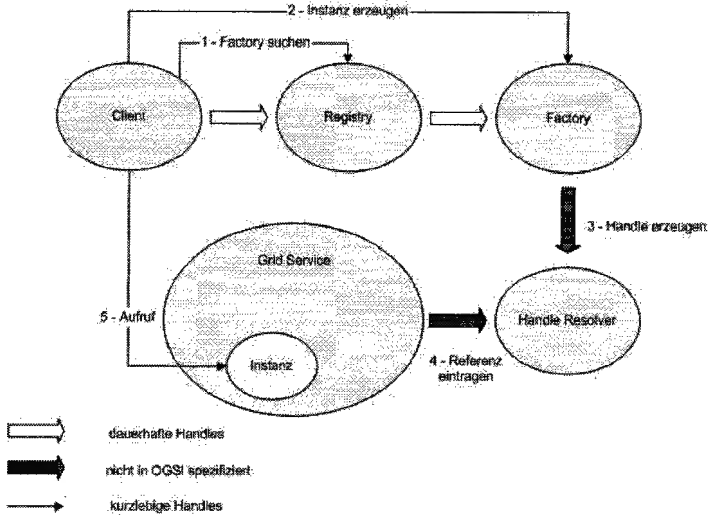 2 - Instanz erzeugen
1 - Factory suchen
Client
Registry
Factory
3 - Handle erzeugen
Grid Service
Handle Resolver
5 - Aufruf
Instanz
4 - Referenz
eintragen
dauerhafte Handles
nicht in OGSI spezifiziert
kurzlebige Handles